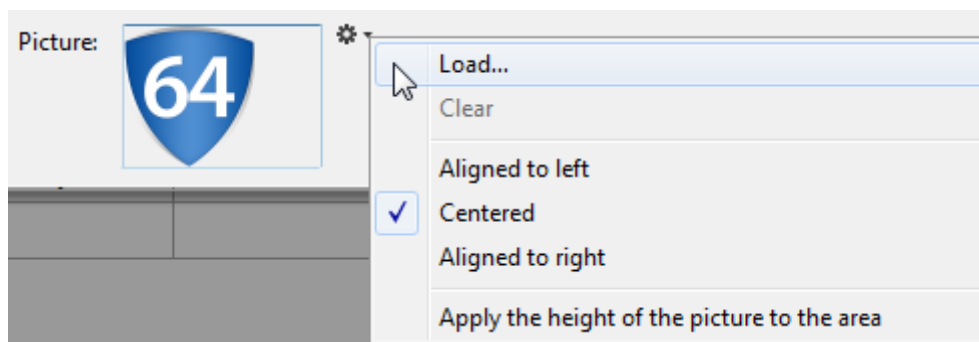 Picture:
64
Load...
Clear
Aligned to left
Centered
Aligned to right
Apply the height of the picture to the area